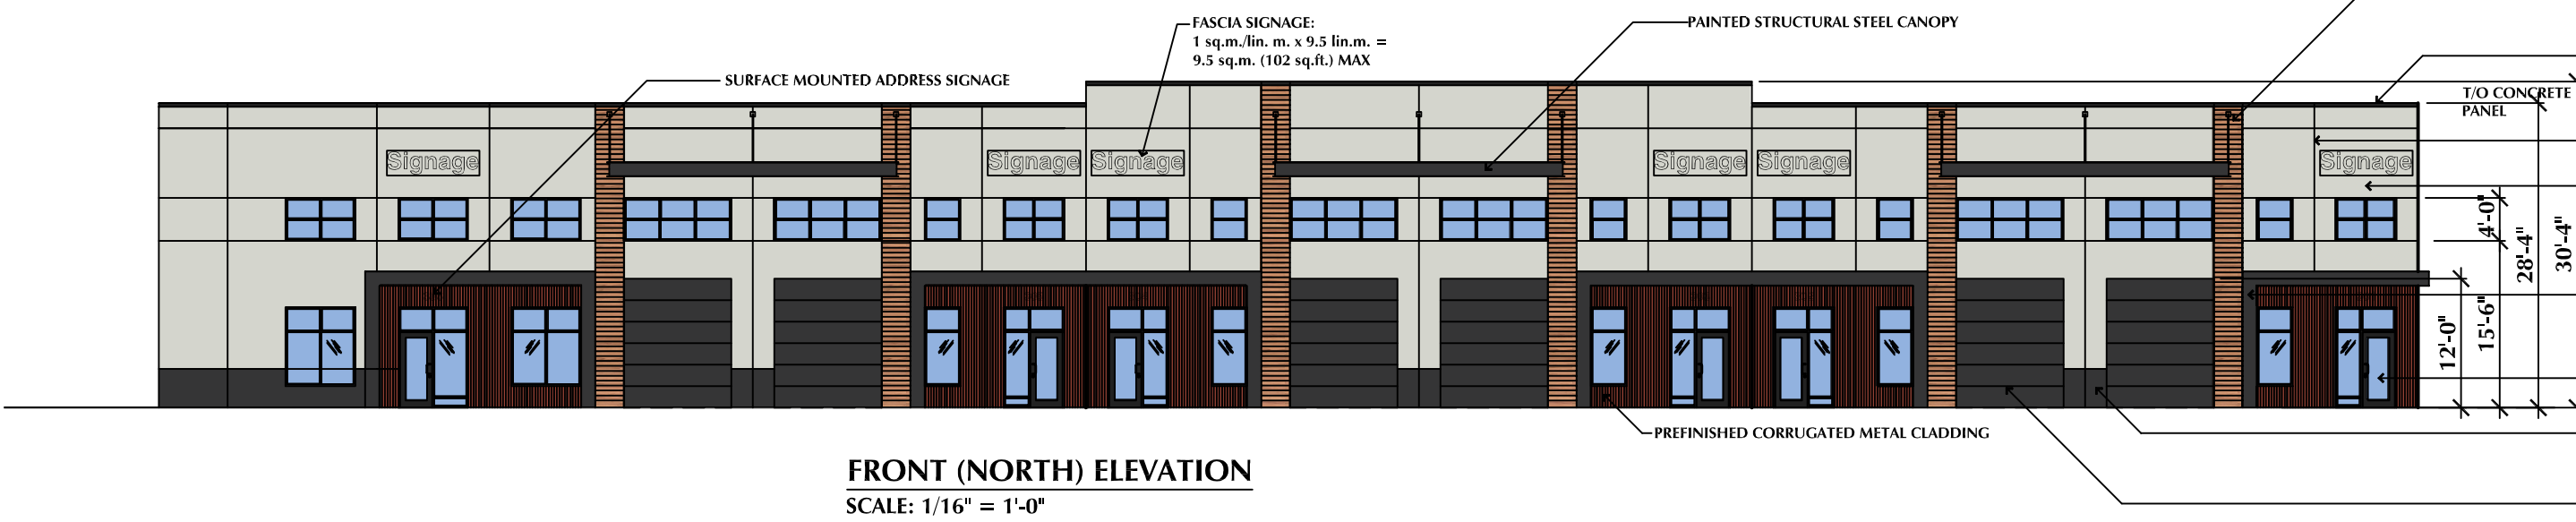 FASCIA SIGNAGE:
1 sq.m./lin. m. x 9.5 lin.m. =
9.5 sq.m. (102 sq.ft.) MAX
PAINTED STRUCTURAL STEEL CANOPY
SURFACE MOUNTED ADDRESS SIGNAGE
T/O CONCRETE
PANEL
Signage
Signage
Signage
Signage
Signage
Signage
4'-0"
28'-4"
30'-4"
15'-6"
12'-0"
PREFINISHED CORRUGATED METAL CLADDING
FRONT (NORTH) ELEVATION
SCALE: 1/16" = 1'-0"